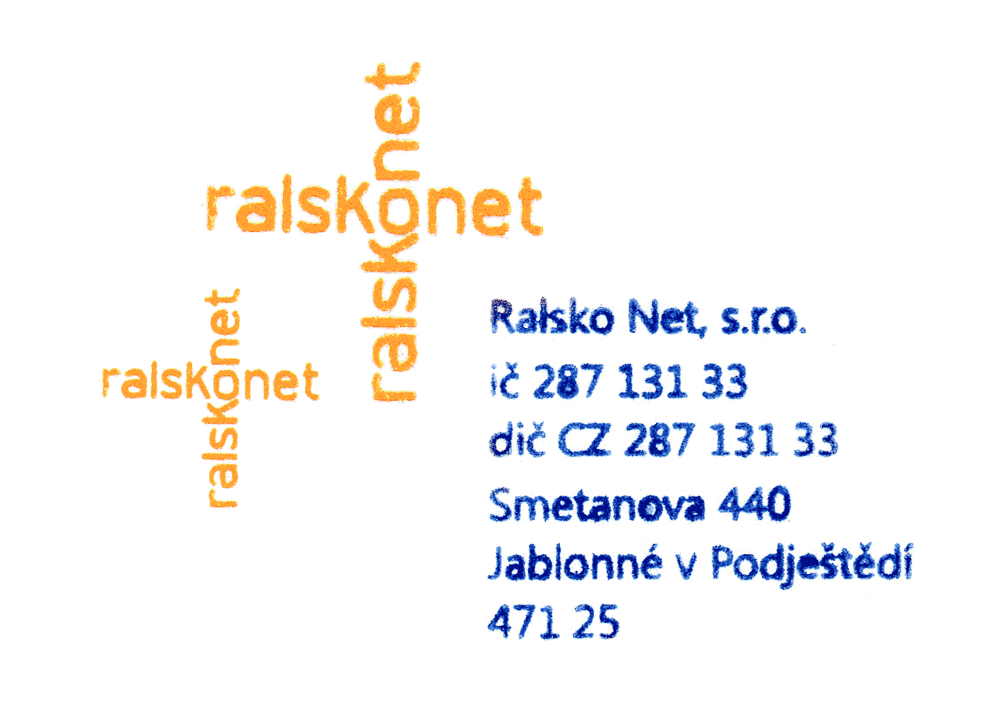 ralskonet
ralskonet
ralskonet
ralskonet
Ralsko Net, s.r.o.
ič 287 131 33
dič CZ 287 131 33
Smetanova 440
Jablonné v Podještědí
471 25